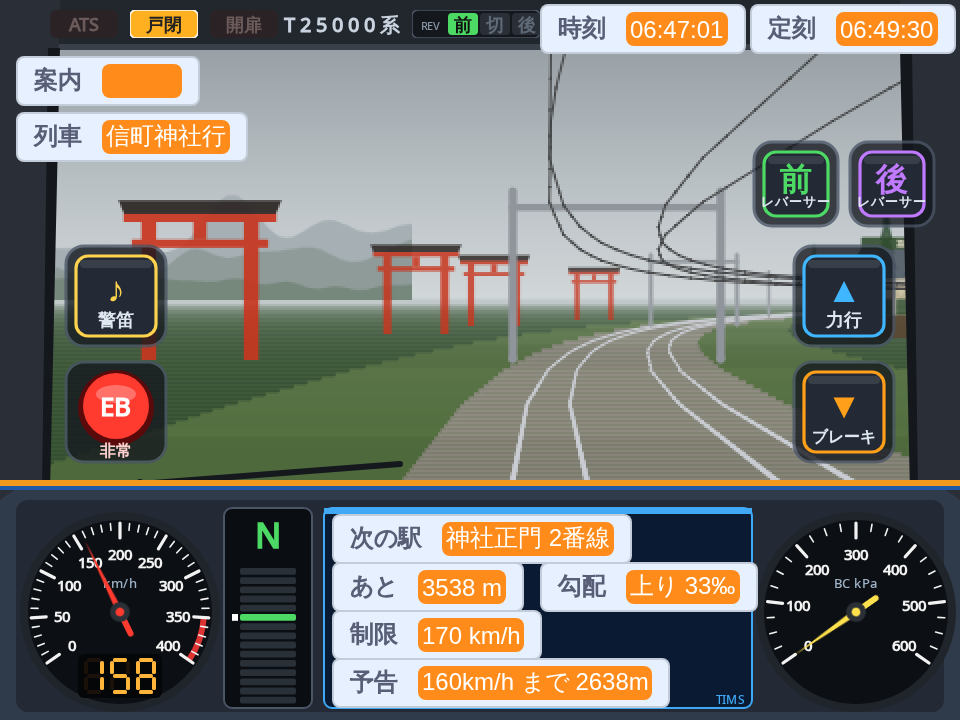 ATS 戸閉 開扉 T25000系 REV 前 切 後
時刻 06:47:01 定刻 06:49:30
案内
列車 信町神社行
前 レバーサー
後 レバーサー
♪ 警笛
▲ 力行
EB 非常
▼ ブレーキ
0 50 100 150 200 250 300 350 400
km/h
158
N
次の駅 神社正門 2番線
あと 3538 m 勾配 上り 33‰
制限 170 km/h
予告 160km/h まで 2638m
TIMS
0 100 200 300 400 500 600
BC kPa